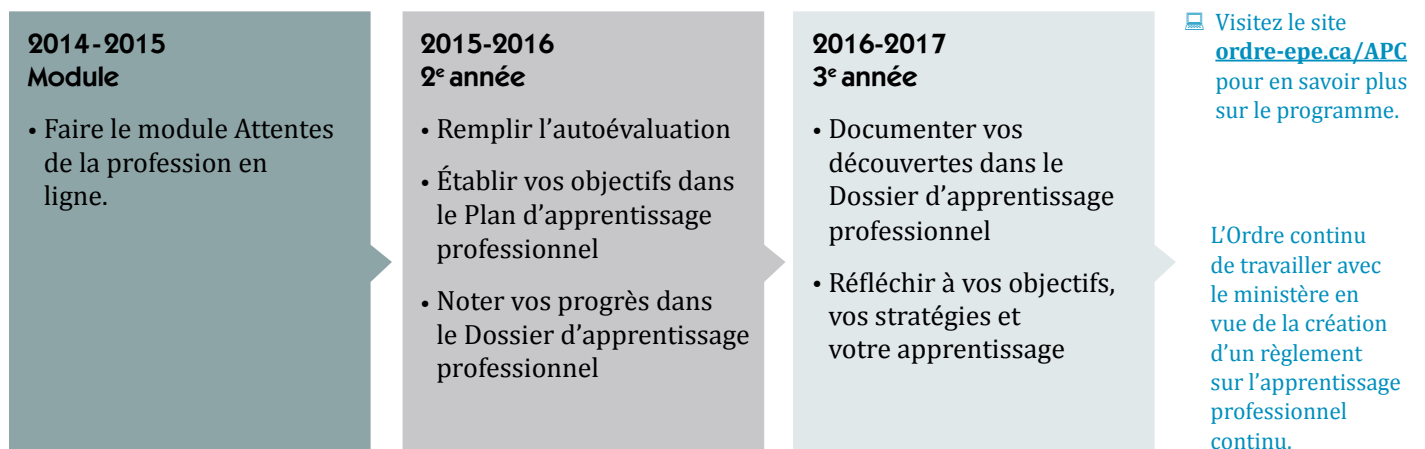 2014-2015
Module
• Faire le module Attentes
de la profession en
ligne.
2015-2016
2e année
• Remplir l’autoévaluation
• Établir vos objectifs dans
le Plan d’apprentissage
professionnel
• Noter vos progrès dans
le Dossier d’apprentissage
professionnel
2016-2017
3e année
• Documenter vos
découvertes dans le
Dossier d’apprentissage
professionnel
• Réfléchir à vos objectifs,
vos stratégies et
votre apprentissage
Visitez le site
ordre-epe.ca/APC
pour en savoir plus
sur le programme.
L’Ordre continu
de travailler avec
le ministère en
vue de la création
d’un règlement
sur l’apprentissage
professionnel
continu.